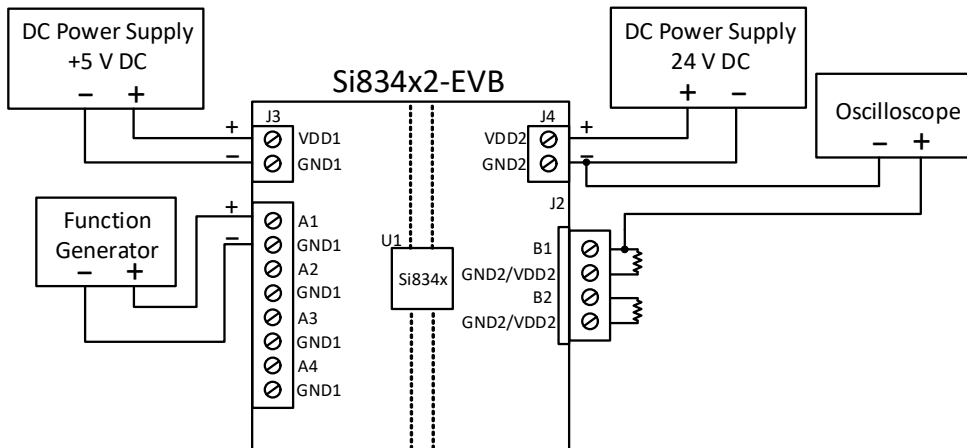 DC Power Supply
+5 V DC
− +
DC Power Supply
24 V DC
+ −
Oscilloscope
− +
Si834x2-EVB
J3
+ VDD1
− GND1
J4
VDD2 +
GND2 −
Function
Generator
− +
+ A1
− GND1
A2
GND1
A3
GND1
A4
GND1
U1
Si834x
J2
B1
GND2/VDD2
B2
GND2/VDD2